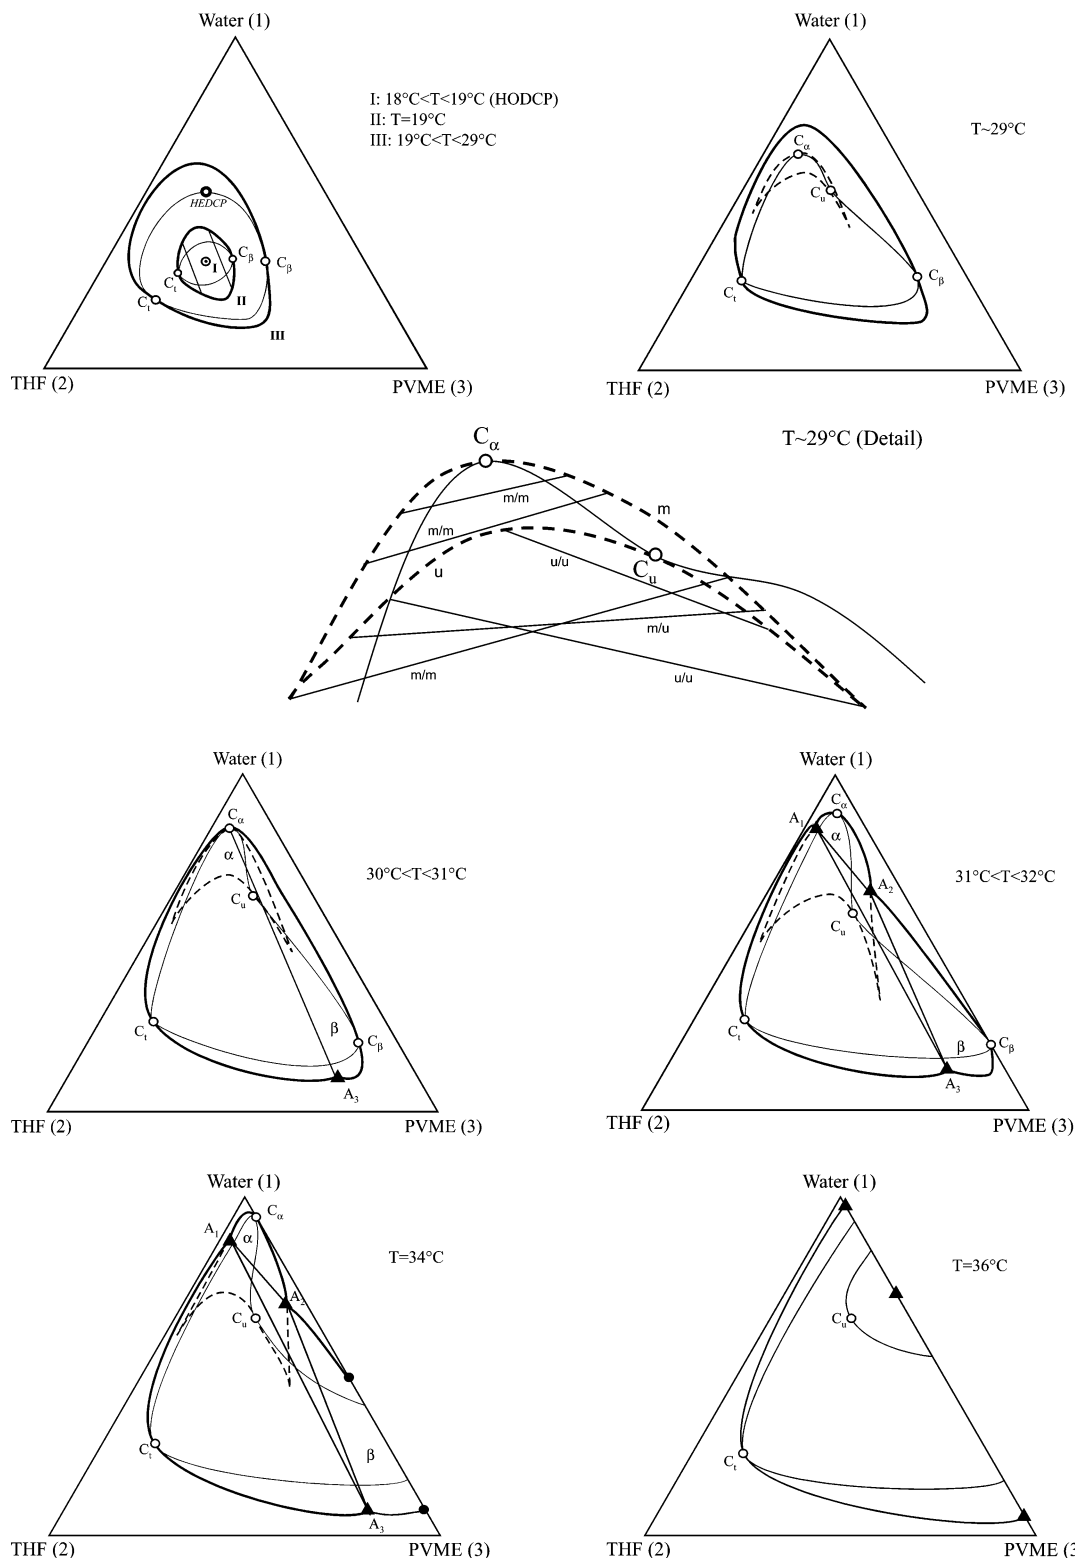 Water (1)
I: 18°C<T<19°C (HODCP)
II: T=19°C
III: 19°C<T<29°C
HEDCP
I
Cβ
Cβ
Ct
II
Ct
III
THF (2)
PVME (3)
Water (1)
T~29°C
Cα
Cu
Cβ
Ct
THF (2)
PVME (3)
T~29°C (Detail)
Cα
m/m
m
m/m
u
u/u
Cu
m/u
m/m
u/u
Water (1)
Cα
α
30°C<T<31°C
Cu
β
Ct
Cβ
A3
THF (2)
PVME (3)
Water (1)
Cα
A1
α
31°C<T<32°C
A2
Cu
Ct
β
Cβ
A3
THF (2)
PVME (3)
Water (1)
Cα
A1
α
T=34°C
A2
Cu
Ct
β
A3
THF (2)
PVME (3)
Water (1)
T=36°C
Cu
Ct
THF (2)
PVME (3